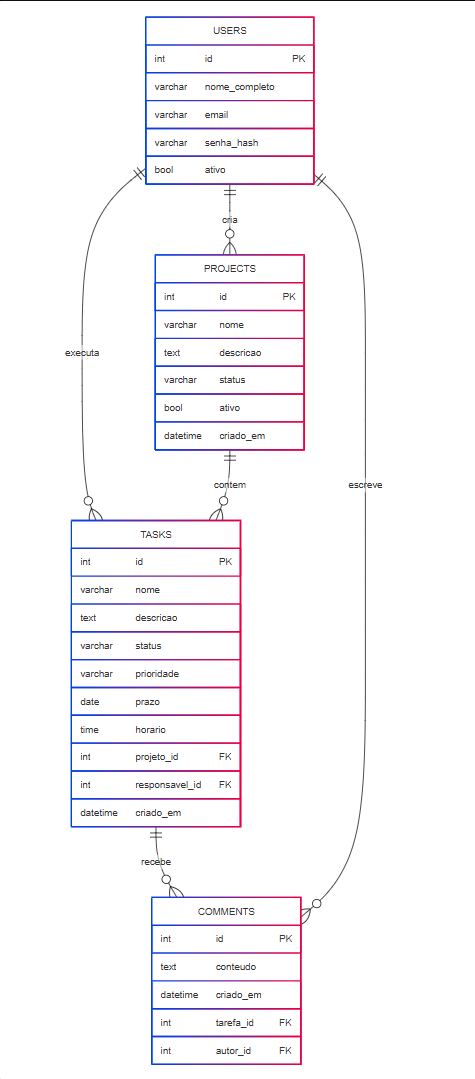 USERS
int id PK
varchar nome_completo
varchar email
varchar senha_hash
bool ativo
cria
PROJECTS
int id PK
varchar nome
text descricao
varchar status
bool ativo
datetime criado_em
executa
contem
escreve
TASKS
int id PK
varchar nome
text descricao
varchar status
varchar prioridade
date prazo
time horario
int projeto_id FK
int responsavel_id FK
datetime criado_em
recebe
COMMENTS
int id PK
text conteudo
datetime criado_em
int tarefa_id FK
int autor_id FK